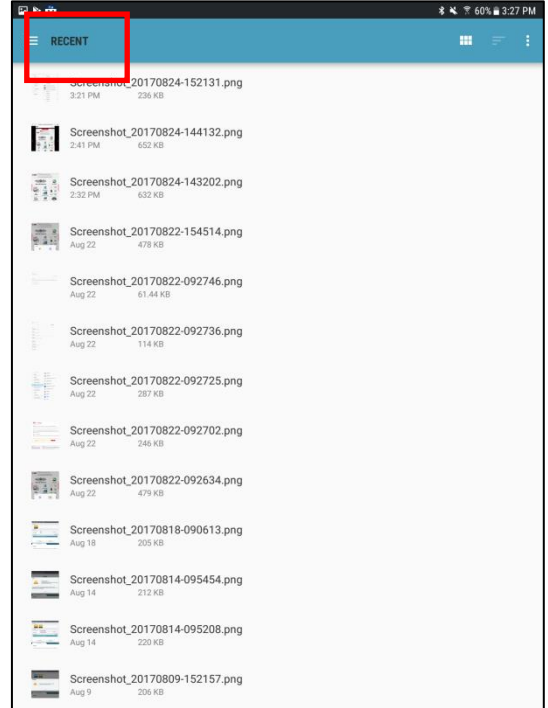 60% 3:27 PM
RECENT
Screenshot_20170824-152131.png
3:21 PM 236 KB
Screenshot_20170824-144132.png
2:41 PM 652 KB
Screenshot_20170824-143202.png
2:32 PM 632 KB
Screenshot_20170822-154514.png
Aug 22 478 KB
Screenshot_20170822-092746.png
Aug 22 61.44 KB
Screenshot_20170822-092736.png
Aug 22 114 KB
Screenshot_20170822-092725.png
Aug 22 287 KB
Screenshot_20170822-092702.png
Aug 22 246 KB
Screenshot_20170822-092634.png
Aug 22 479 KB
Screenshot_20170818-090613.png
Aug 18 205 KB
Screenshot_20170814-095454.png
Aug 14 212 KB
Screenshot_20170814-095208.png
Aug 14 220 KB
Screenshot_20170809-152157.png
Aug 9 206 KB